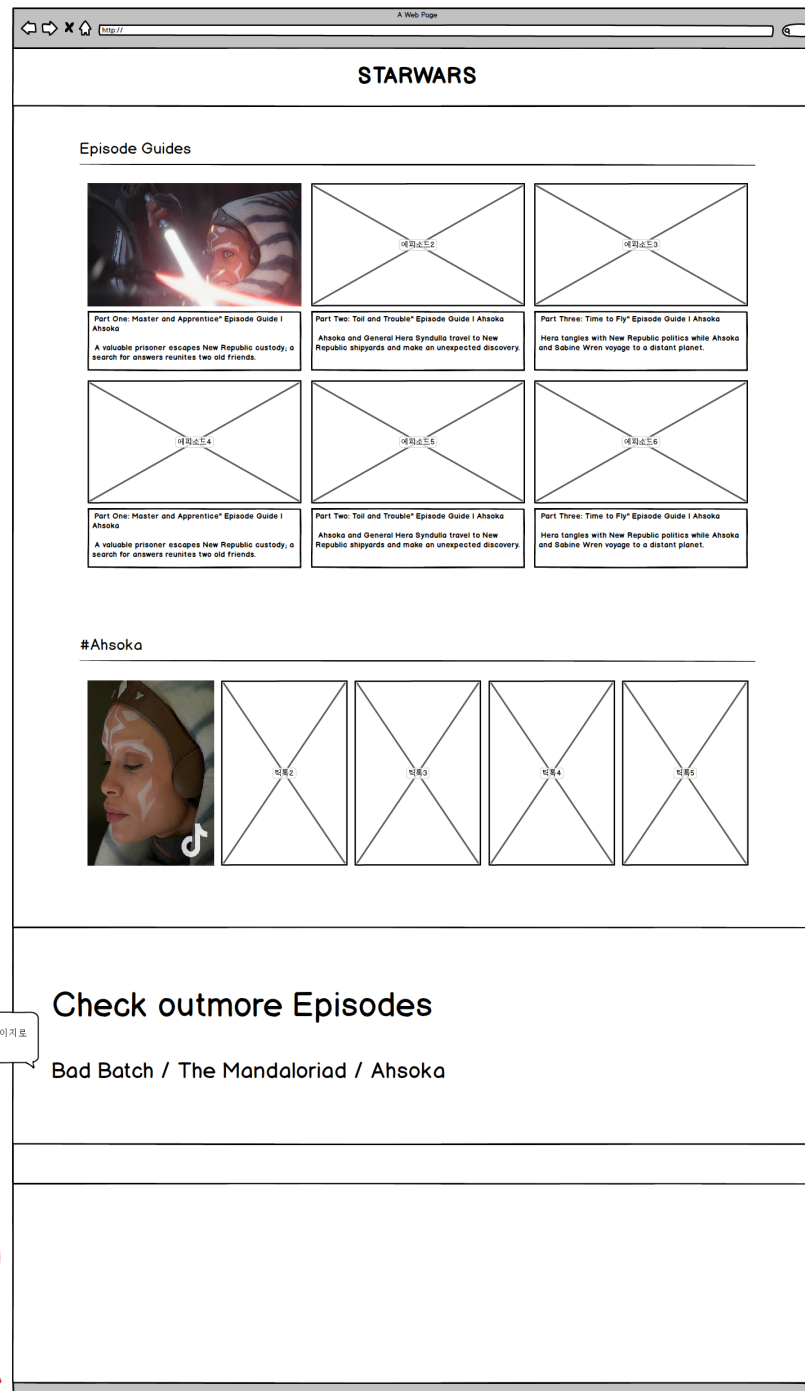 A Web Page
http://
STARWARS
Episode Guides
에피소드2
에피소드3
Part One: Master and Apprentice" Episode Guide |
Ahsoka
A valuable prisoner escapes New Republic custody; a
search for answers reunites two old friends.
Part Two: Toil and Trouble" Episode Guide | Ahsoka
Ahsoka and General Hera Syndulla travel to New
Republic shipyards and make an unexpected discovery.
Part Three: Time to Fly" Episode Guide | Ahsoka
Hera tangles with New Republic politics while Ahsoka
and Sabine Wren voyage to a distant planet.
에피소드4
에피소드5
에피소드6
Part One: Master and Apprentice" Episode Guide |
Ahsoka
A valuable prisoner escapes New Republic custody; a
search for answers reunites two old friends.
Part Two: Toil and Trouble" Episode Guide | Ahsoka
Ahsoka and General Hera Syndulla travel to New
Republic shipyards and make an unexpected discovery.
Part Three: Time to Fly" Episode Guide | Ahsoka
Hera tangles with New Republic politics while Ahsoka
and Sabine Wren voyage to a distant planet.
#Ahsoka
틱톡2
틱톡3
틱톡4
틱톡5
Check outmore Episodes
이지로
Bad Batch / The Mandaloriad / Ahsoka